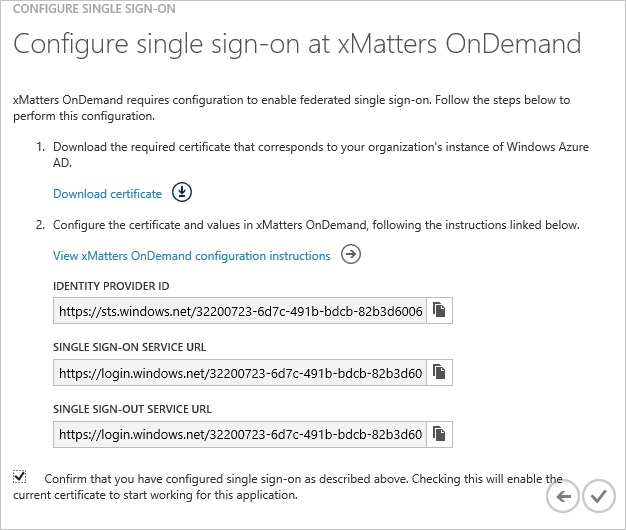 CONFIGURE SINGLE SIGN-ON
Configure single sign-on at xMatters OnDemand
xMatters OnDemand requires configuration to enable federated single sign-on. Follow the steps below to
perform this configuration.
1. Download the required certificate that corresponds to your organization's instance of Windows Azure
AD.
Download certificate
2. Configure the certificate and values in xMatters OnDemand, following the instructions linked below.
View xMatters OnDemand configuration instructions
IDENTITY PROVIDER ID
https://sts.windows.net/32200723-6d7c-491b-bdcb-82b3d6006
SINGLE SIGN-ON SERVICE URL
https://login.windows.net/32200723-6d7c-491b-bdcb-82b3d60
SINGLE SIGN-OUT SERVICE URL
https://login.windows.net/32200723-6d7c-491b-bdcb-82b3d60
Confirm that you have configured single sign-on as described above. Checking this will enable the
current certificate to start working for this application.